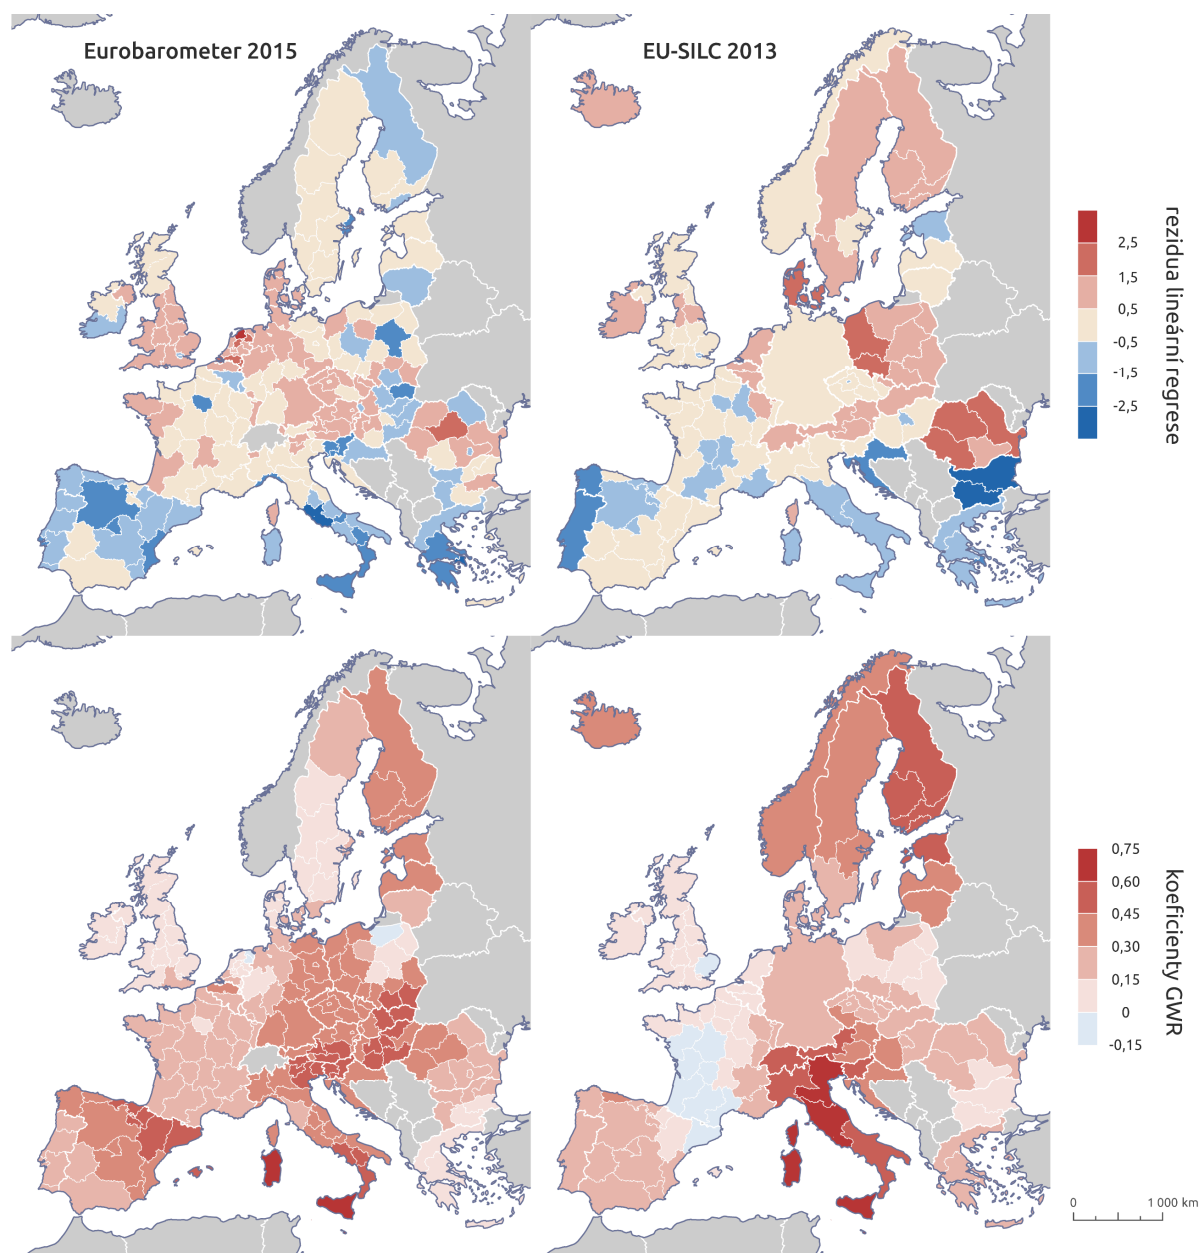 Eurobarometer 2015
EU-SILC 2013
rezidua lineární regrese
2,5
1,5
0,5
-0,5
-1,5
-2,5
koeficienty GWR
0,75
0,60
0,45
0,30
0,15
0
-0,15
0 1 000 km